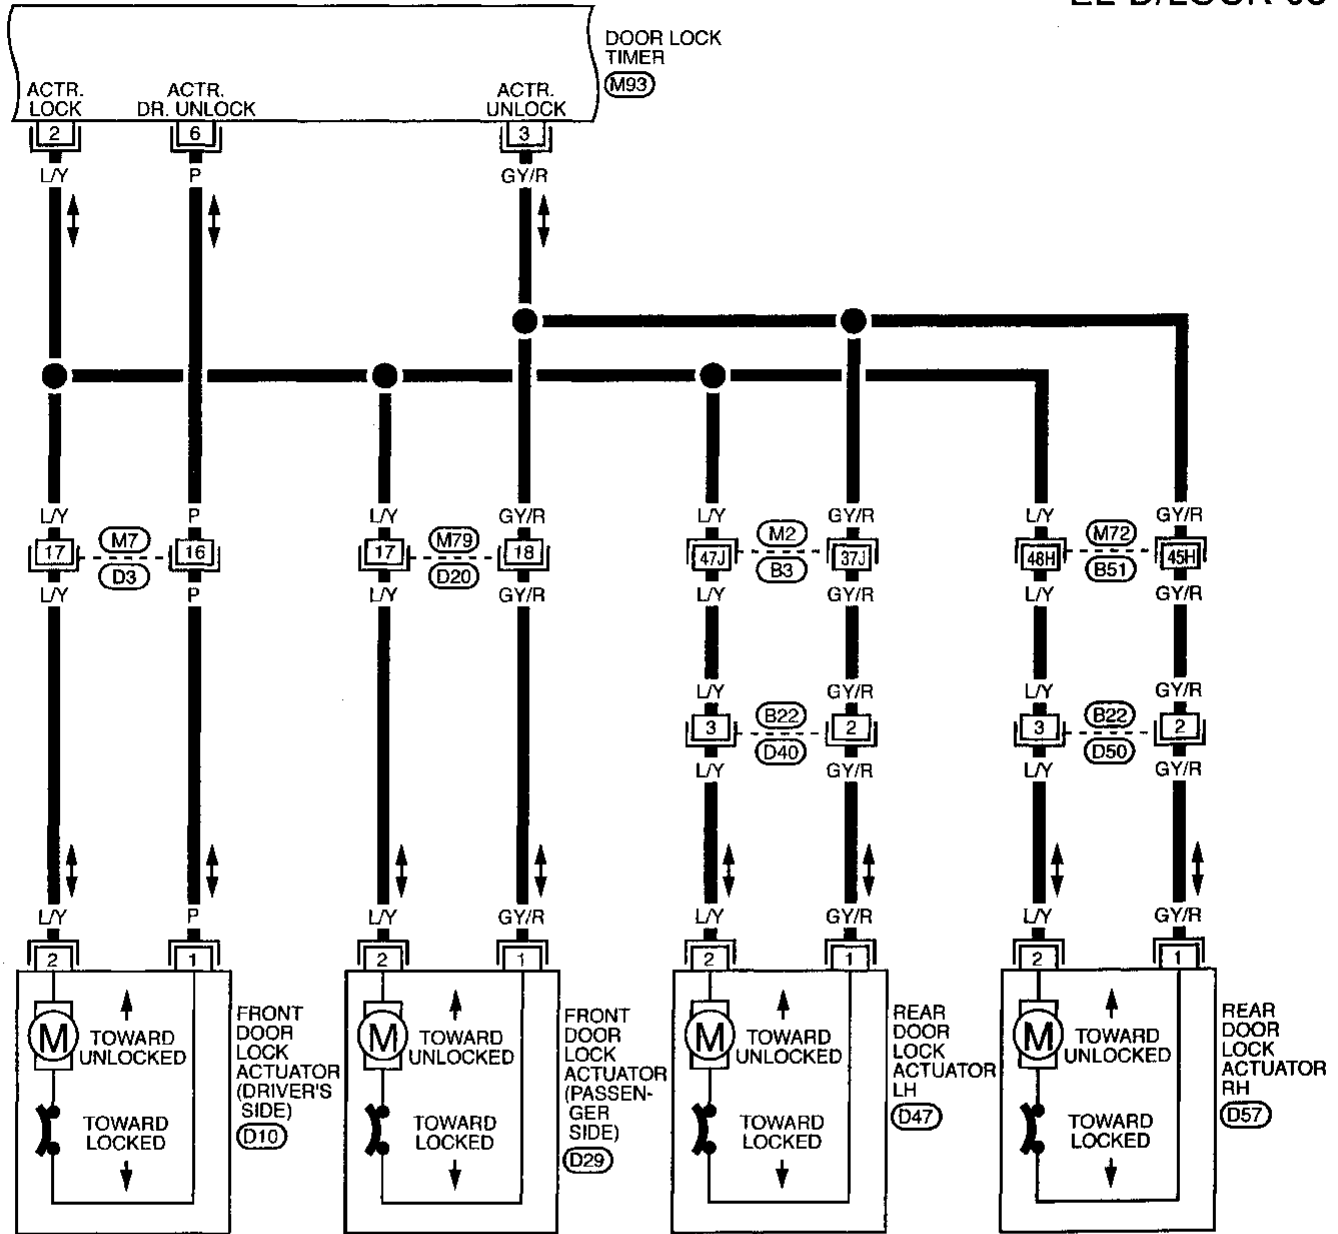 DOOR LOCK
TIMER
M93
ACTR.
LOCK
ACTR.
DR. UNLOCK
ACTR.
UNLOCK
2
6
3
L/Y
P
GY/R
L/Y
P
L/Y
GY/R
L/Y
GY/R
L/Y
GY/R
17
M7
D3
16
17
M79
D20
18
47J
M2
B3
37J
48H
M72
B51
45H
L/Y
P
L/Y
GY/R
L/Y
GY/R
L/Y
GY/R
L/Y
GY/R
L/Y
GY/R
3
B22
D40
2
3
B22
D50
2
L/Y
GY/R
L/Y
GY/R
L/Y
P
L/Y
GY/R
L/Y
GY/R
L/Y
GY/R
2
1
2
1
2
1
2
1
M
TOWARD
UNLOCKED
TOWARD
LOCKED
FRONT
DOOR
LOCK
ACTUATOR
(DRIVER'S
SIDE)
D10
M
TOWARD
UNLOCKED
TOWARD
LOCKED
FRONT
DOOR
LOCK
ACTUATOR
(PASSEN-
GER
SIDE)
D29
M
TOWARD
UNLOCKED
TOWARD
LOCKED
REAR
DOOR
LOCK
ACTUATOR
LH
D47
M
TOWARD
UNLOCKED
TOWARD
LOCKED
REAR
DOOR
LOCK
ACTUATOR
RH
D57